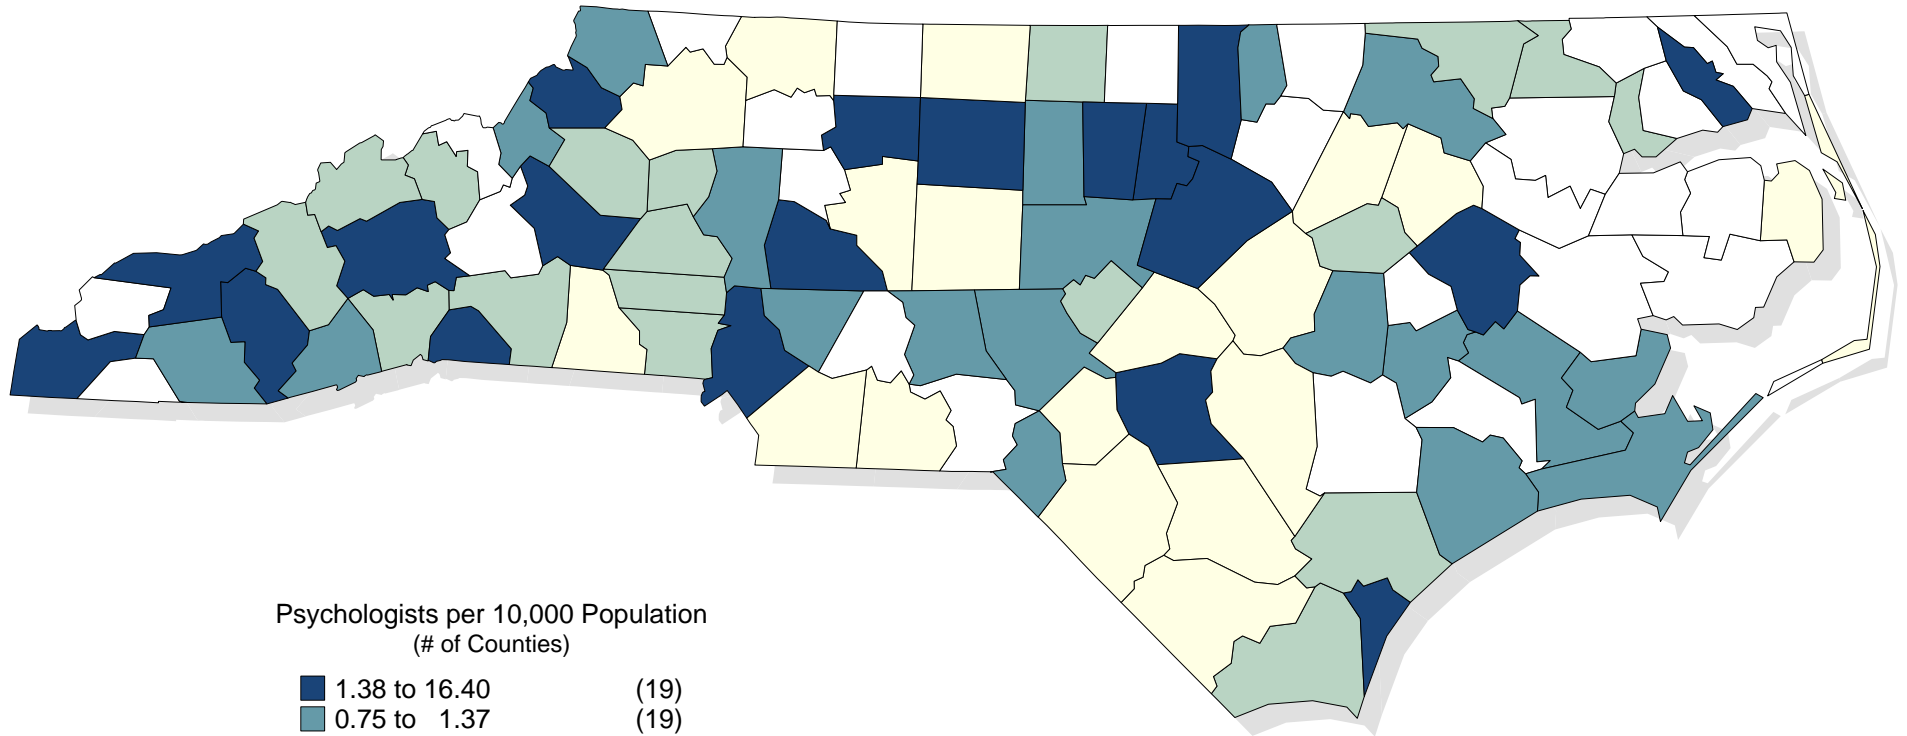 Psychologists per 10,000 Population
(# of Counties)
1.38 to 16.40 (19)
0.75 to 1.37 (19)